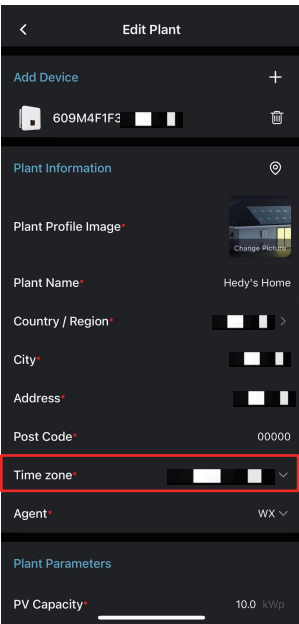 Edit Plant
Add Device
609M4F1F3
Plant Information
Plant Profile Image*
Change Picture
Plant Name* Hedy's Home
Country / Region*
City*
Address*
Post Code* 00000
Time zone*
Agent* WX
Plant Parameters
PV Capacity* 10.0 kWp